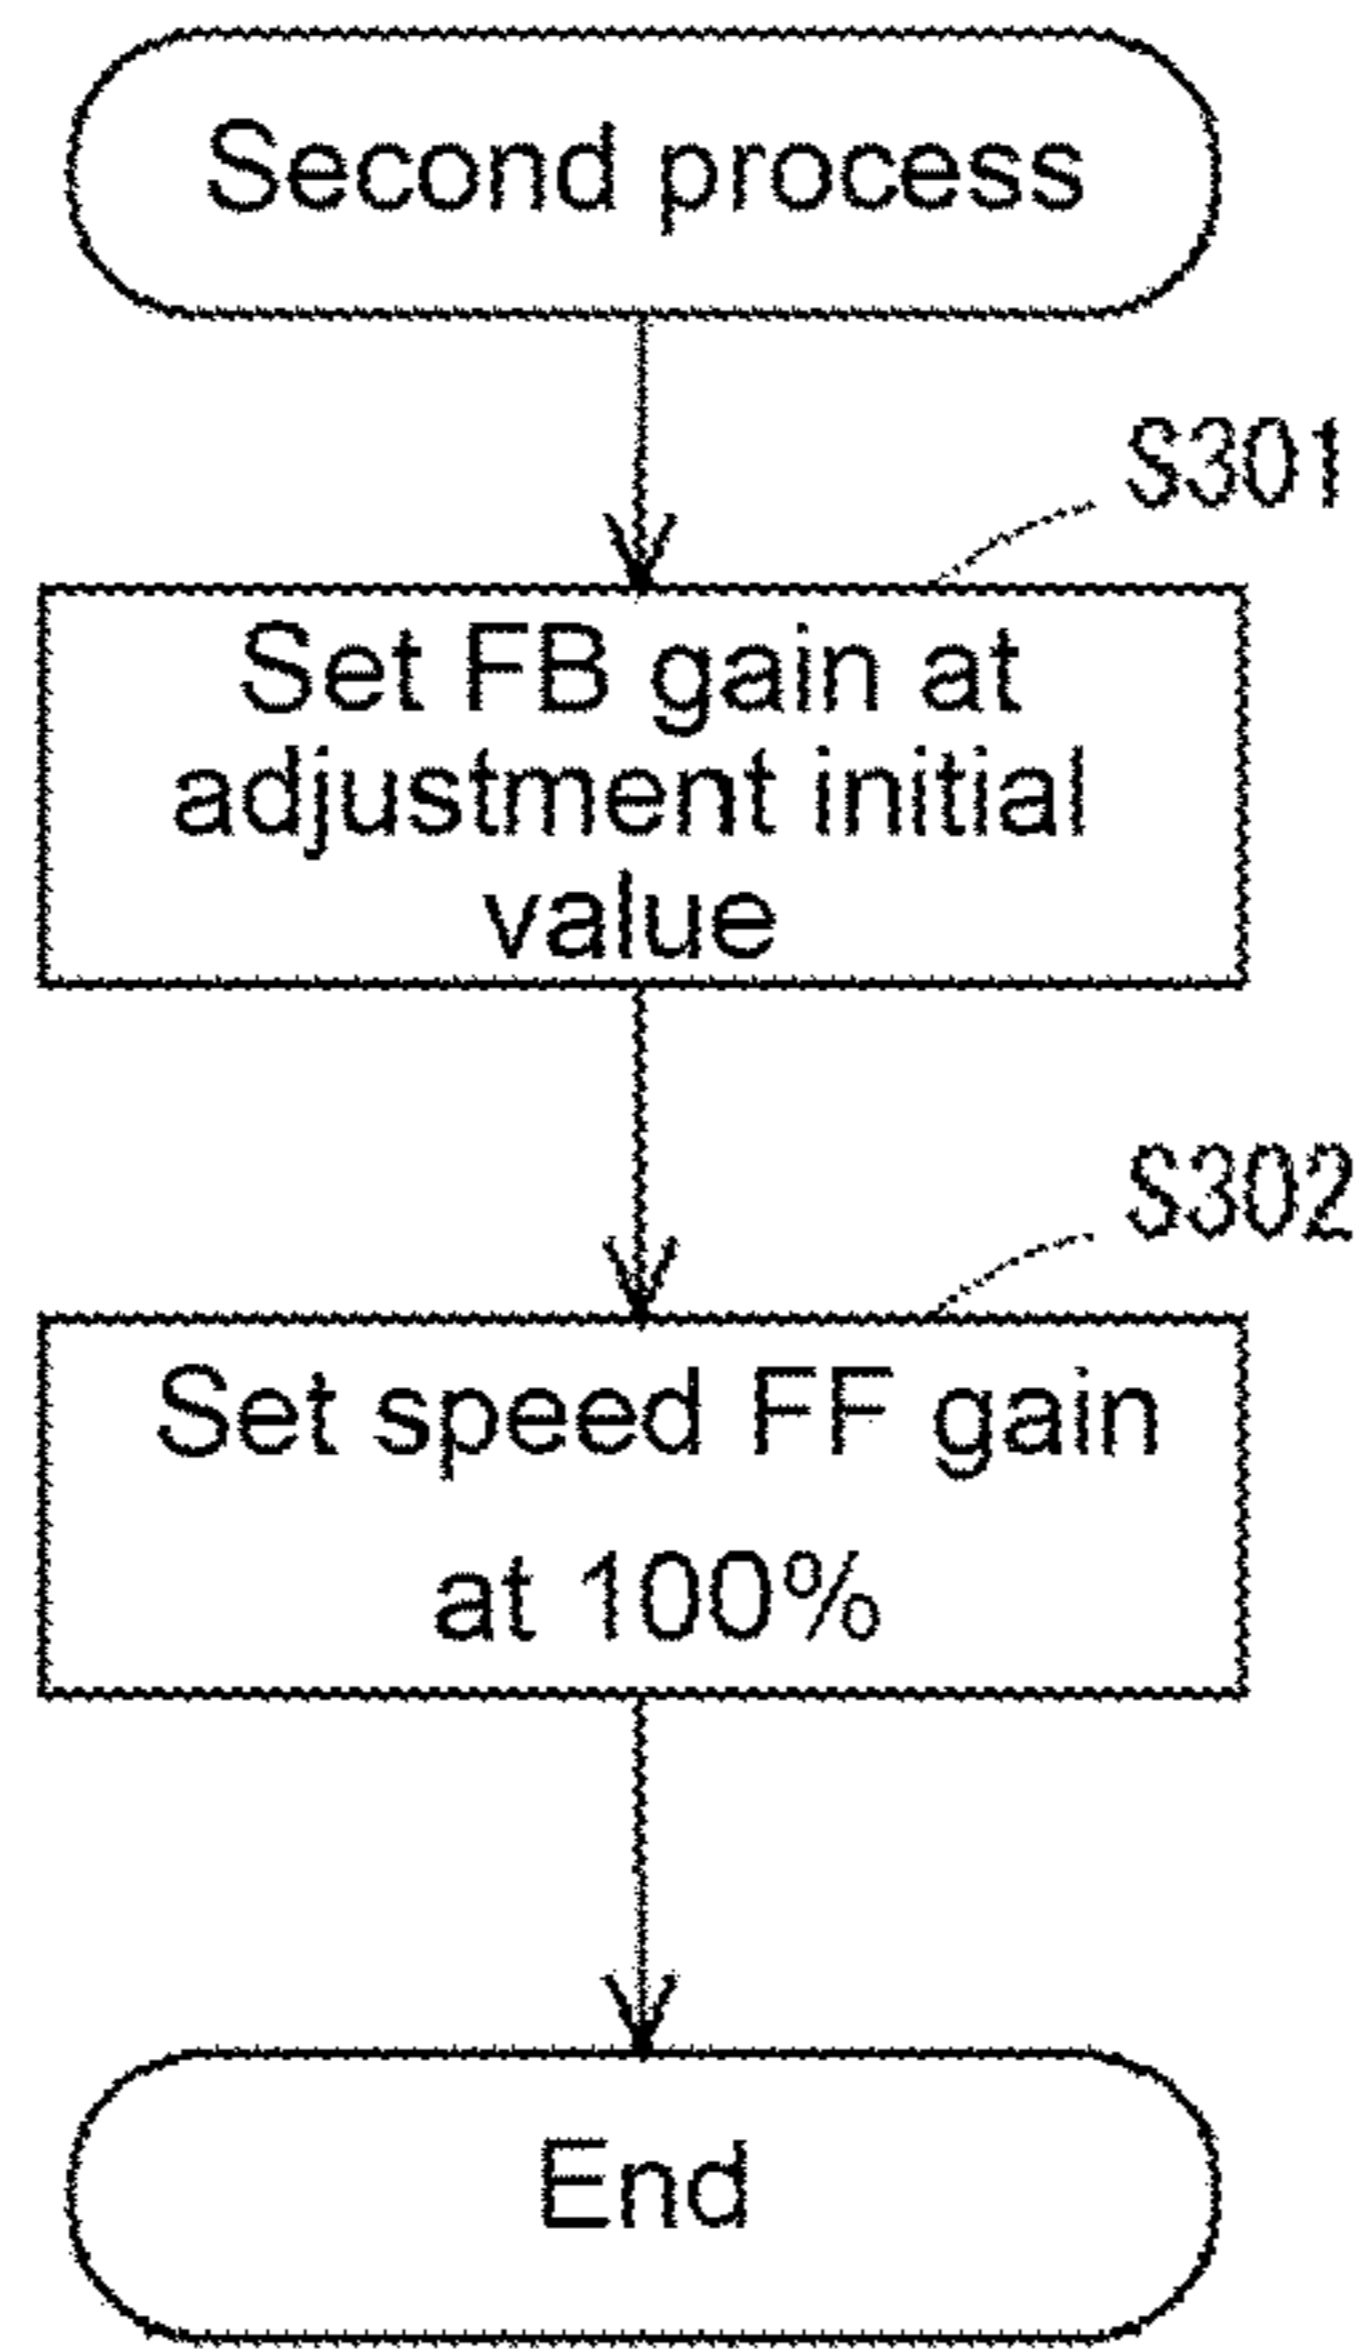 Second process
S301
Set FB gain at
adjustment initial
value
S302
Set speed FF gain
at 100%
End